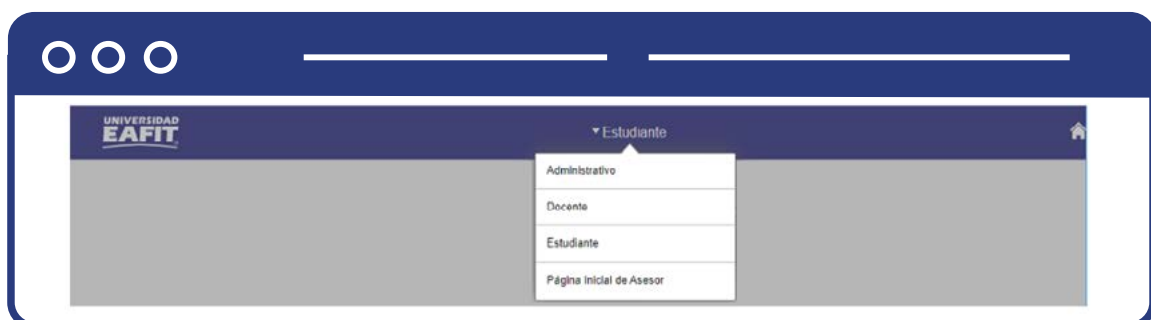 UNIVERSIDAD
EAFIT
Estudiante
Administrativo
Docente
Estudiante
Página Inicial de Asesor